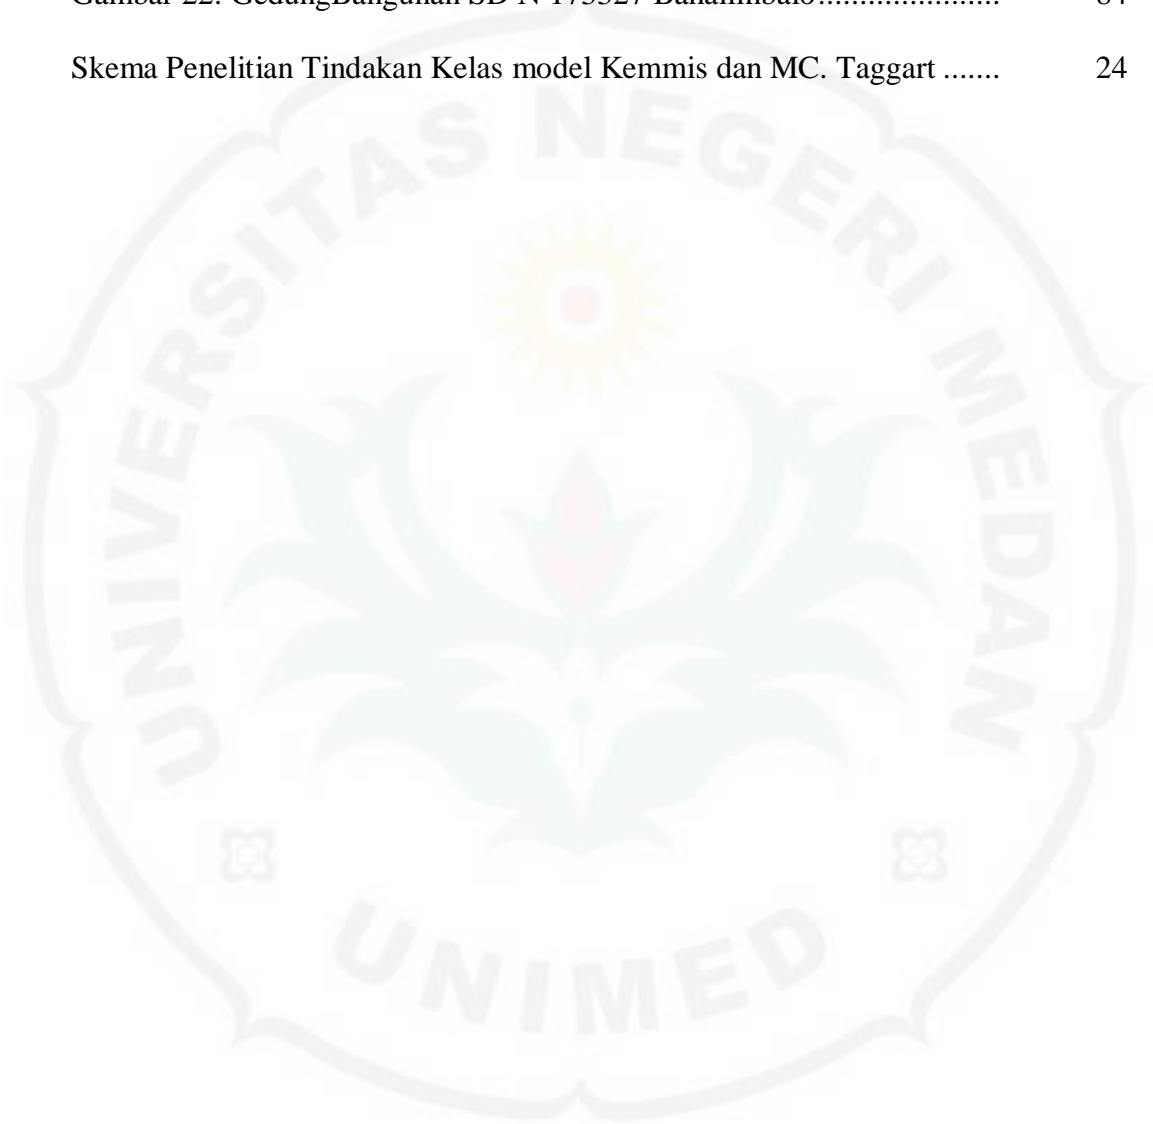 Skema Penelitian Tindakan Kelas model Kemmis dan MC. Taggart ....... 24
UNIVERSITAS NEGERI MEDAN
UNIMED